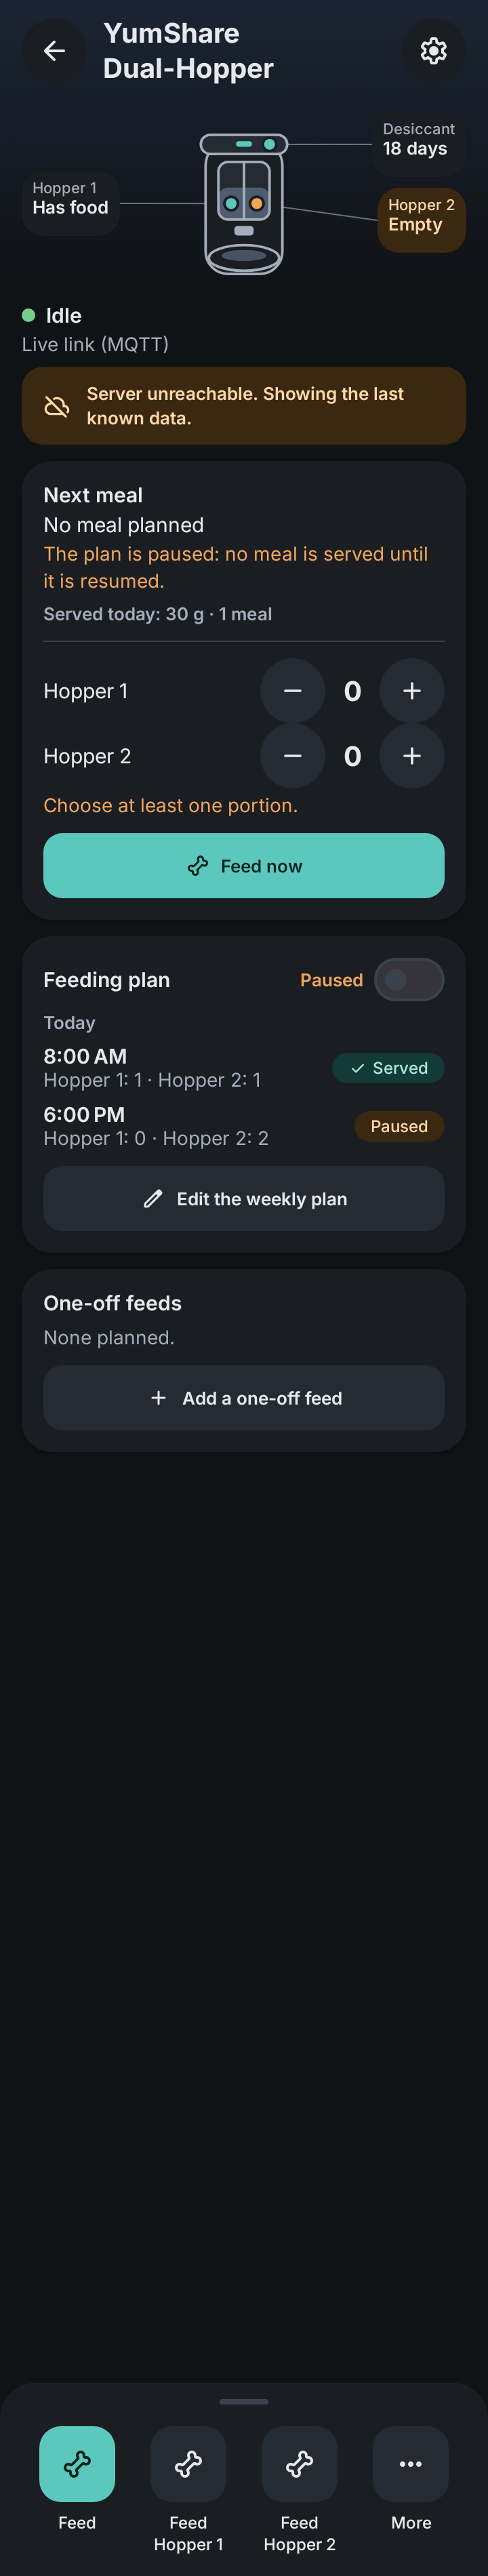 YumShare
Dual-Hopper
Desiccant
18 days
Hopper 1
Has food
Hopper 2
Empty
Idle
Live link (MQTT)
Server unreachable. Showing the last
known data.
Next meal
No meal planned
The plan is paused: no meal is served until
it is resumed.
Served today: 30 g · 1 meal
Hopper 1
0
Hopper 2
0
Choose at least one portion.
Feed now
Feeding plan
Paused
Today
8:00 AM
Hopper 1: 1 · Hopper 2: 1
Served
6:00 PM
Hopper 1: 0 · Hopper 2: 2
Paused
Edit the weekly plan
One-off feeds
None planned.
Add a one-off feed
Feed
Feed
Hopper 1
Feed
Hopper 2
More